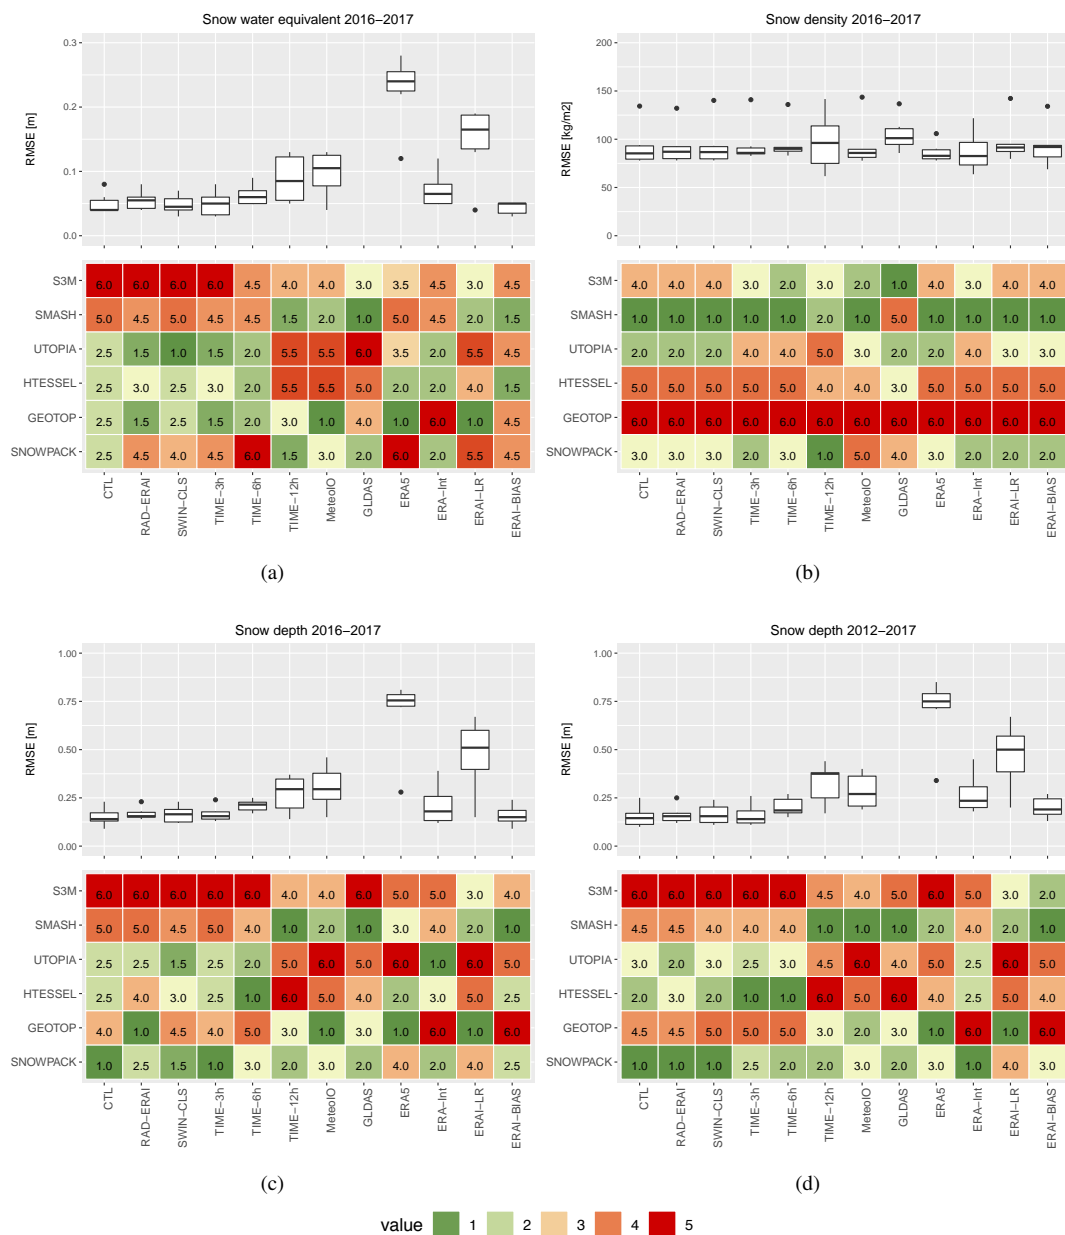 Snow water equivalent 2016−2017
RMSE [m]
0.3
0.2
0.1
0.0
S3M 6.0 6.0 6.0 6.0 4.5 4.0 4.0 3.0 3.5 4.5 3.0 4.5
SMASH 5.0 4.5 5.0 4.5 4.5 1.5 2.0 1.0 5.0 4.5 2.0 1.5
UTOPIA 2.5 1.5 1.0 1.5 2.0 5.5 5.5 6.0 3.5 2.0 5.5 4.5
HTESSEL 2.5 3.0 2.5 3.0 2.0 5.5 5.5 5.0 2.0 2.0 4.0 1.5
GEOTOP 2.5 1.5 2.5 1.5 2.0 3.0 1.0 4.0 1.0 6.0 1.0 4.5
SNOWPACK 2.5 4.5 4.0 4.5 6.0 1.5 3.0 2.0 6.0 2.0 5.5 4.5
CTL RAD−ERAI SWIN−CLS TIME−3h TIME−6h TIME−12h MeteoIO GLDAS ERA5 ERA−Int ERAI−LR ERAI−BIAS
(a)
Snow density 2016−2017
RMSE [kg/m2]
200
150
100
50
0
S3M 4.0 4.0 4.0 3.0 2.0 3.0 2.0 1.0 4.0 3.0 4.0 4.0
SMASH 1.0 1.0 1.0 1.0 1.0 2.0 1.0 5.0 1.0 1.0 1.0 1.0
UTOPIA 2.0 2.0 2.0 4.0 4.0 5.0 3.0 2.0 2.0 4.0 3.0 3.0
HTESSEL 5.0 5.0 5.0 5.0 5.0 4.0 4.0 3.0 5.0 5.0 5.0 5.0
GEOTOP 6.0 6.0 6.0 6.0 6.0 6.0 6.0 6.0 6.0 6.0 6.0 6.0
SNOWPACK 3.0 3.0 3.0 2.0 3.0 1.0 5.0 4.0 3.0 2.0 2.0 2.0
CTL RAD−ERAI SWIN−CLS TIME−3h TIME−6h TIME−12h MeteoIO GLDAS ERA5 ERA−Int ERAI−LR ERAI−BIAS
(b)
Snow depth 2016−2017
RMSE [m]
1.00
0.75
0.50
0.25
0.00
S3M 6.0 6.0 6.0 6.0 6.0 4.0 4.0 6.0 5.0 5.0 3.0 4.0
SMASH 5.0 5.0 4.5 5.0 4.0 1.0 2.0 1.0 3.0 4.0 2.0 1.0
UTOPIA 2.5 2.5 1.5 2.5 2.0 5.0 6.0 5.0 6.0 1.0 6.0 5.0
HTESSEL 2.5 4.0 3.0 2.5 1.0 6.0 5.0 4.0 2.0 3.0 5.0 2.5
GEOTOP 4.0 1.0 4.5 4.0 5.0 3.0 1.0 3.0 1.0 6.0 1.0 6.0
SNOWPACK 1.0 2.5 1.5 1.0 3.0 2.0 3.0 2.0 4.0 2.0 4.0 2.5
CTL RAD−ERAI SWIN−CLS TIME−3h TIME−6h TIME−12h MeteoIO GLDAS ERA5 ERA−Int ERAI−LR ERAI−BIAS
(c)
Snow depth 2012−2017
RMSE [m]
1.00
0.75
0.50
0.25
0.00
S3M 6.0 6.0 6.0 6.0 6.0 4.5 4.0 5.0 6.0 5.0 3.0 2.0
SMASH 4.5 4.5 4.0 4.0 4.0 1.0 1.0 1.0 2.0 4.0 2.0 1.0
UTOPIA 3.0 2.0 3.0 2.5 3.0 4.5 6.0 4.0 5.0 2.5 6.0 5.0
HTESSEL 2.0 3.0 2.0 1.0 1.0 6.0 5.0 6.0 4.0 2.5 5.0 4.0
GEOTOP 4.5 4.5 5.0 5.0 5.0 3.0 2.0 3.0 1.0 6.0 1.0 6.0
SNOWPACK 1.0 1.0 1.0 2.5 2.0 2.0 3.0 2.0 3.0 1.0 4.0 3.0
CTL RAD−ERAI SWIN−CLS TIME−3h TIME−6h TIME−12h MeteoIO GLDAS ERA5 ERA−Int ERAI−LR ERAI−BIAS
(d)
value 1 2 3 4 5